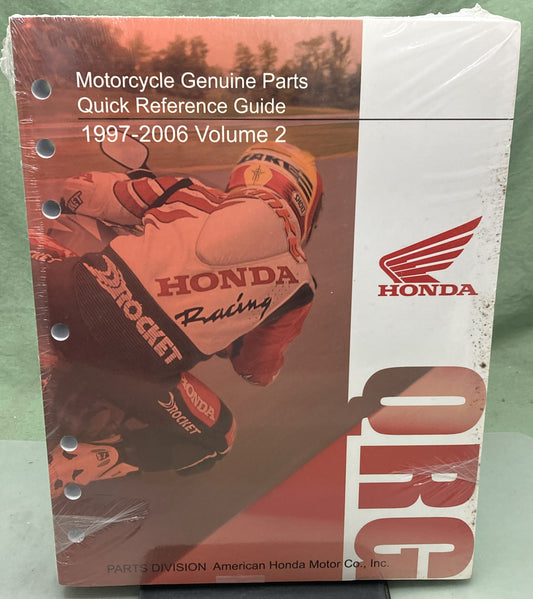 Motorcycle Genuine Parts
Quick Reference Guide
1997-2006 Volume 2
HONDA
Racing
ROCKET
HONDA
ROCKET
HONDA
QRG
PARTS DIVISION American Honda Motor Co., Inc.